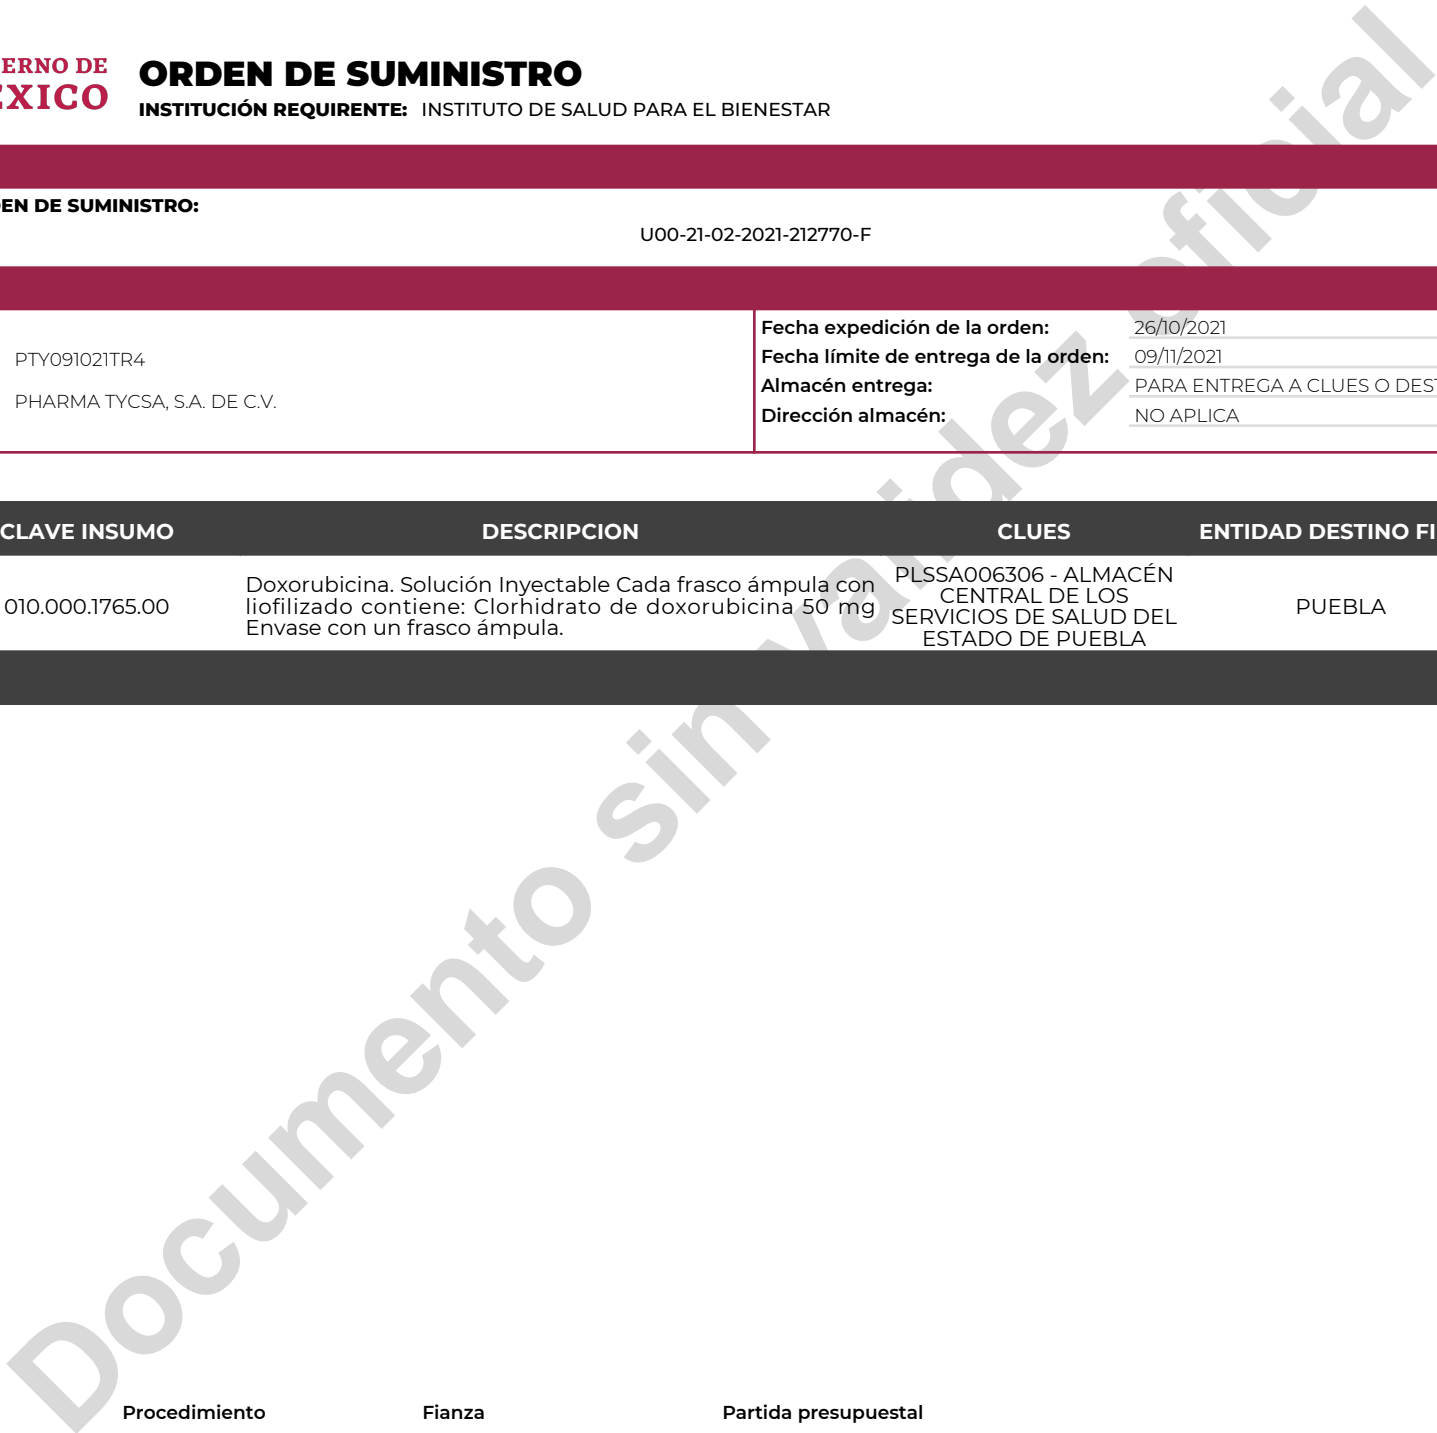 ERNO DE
ÉXICO
ORDEN DE SUMINISTRO
INSTITUCIÓN REQUIRENTE: INSTITUTO DE SALUD PARA EL BIENESTAR
EN DE SUMINISTRO:
U00-21-02-2021-212770-F
PTY091021TR4
PHARMA TYCSA, S.A. DE C.V.
Fecha expedición de la orden: 26/10/2021
Fecha límite de entrega de la orden: 09/11/2021
Almacén entrega: PARA ENTREGA A CLUES O DEST
Dirección almacén: NO APLICA
CLAVE INSUMO DESCRIPCION CLUES ENTIDAD DESTINO FI
010.000.1765.00
Doxorubicina. Solución Inyectable Cada frasco ámpula con
liofilizado contiene: Clorhidrato de doxorubicina 50 mg
Envase con un frasco ámpula.
PLSSA006306 - ALMACÉN
CENTRAL DE LOS
SERVICIOS DE SALUD DEL
ESTADO DE PUEBLA
PUEBLA
Documento sin validez oficial
Procedimiento Fianza Partida presupuestal